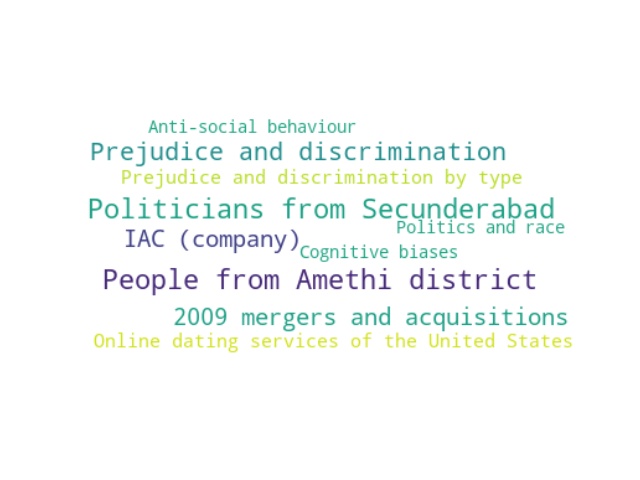 Anti-social behaviour
Prejudice and discrimination
Prejudice and discrimination by type
Politicians from Secunderabad
Politics and race
IAC (company)
Cognitive biases
People from Amethi district
2009 mergers and acquisitions
Online dating services of the United States